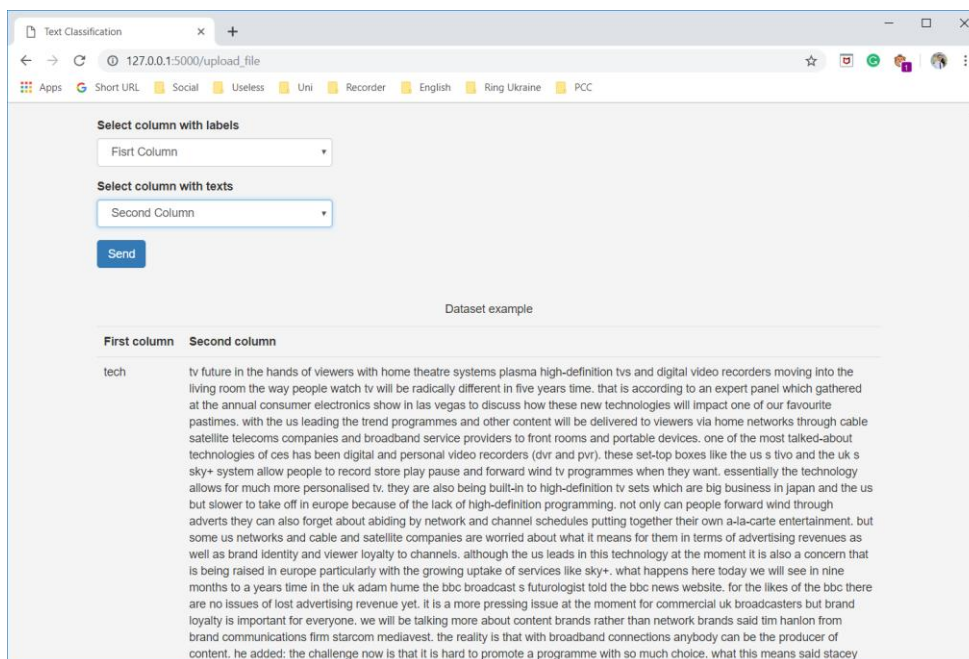 Text Classification
127.0.0.1:5000/upload_file
Apps Short URL Social Useless Uni Recorder English Ring Ukraine PCC
Select column with labels
Fisrt Column
Select column with texts
Second Column
Send
Dataset example
First column Second column
tech tv future in the hands of viewers with home theatre systems plasma high-definition tvs and digital video recorders moving into the
living room the way people watch tv will be radically different in five years time. that is according to an expert panel which gathered
at the annual consumer electronics show in las vegas to discuss how these new technologies will impact one of our favourite
pastimes. with the us leading the trend programmes and other content will be delivered to viewers via home networks through cable
satellite telecoms companies and broadband service providers to front rooms and portable devices. one of the most talked-about
technologies of ces has been digital and personal video recorders (dvr and pvr). these set-top boxes like the us s tivo and the uk s
sky+ system allow people to record store play pause and forward wind tv programmes when they want. essentially the technology
allows for much more personalised tv. they are also being built-in to high-definition tv sets which are big business in japan and the us
but slower to take off in europe because of the lack of high-definition programming. not only can people forward wind through
adverts they can also forget about abiding by network and channel schedules putting together their own a-la-carte entertainment. but
some us networks and cable and satellite companies are worried about what it means for them in terms of advertising revenues as
well as brand identity and viewer loyalty to channels. although the us leads in this technology at the moment it is also a concern that
is being raised in europe particularly with the growing uptake of services like sky+. what happens here today we will see in nine
months to a years time in the uk adam hume the bbc broadcast s futurologist told the bbc news website. for the likes of the bbc there
are no issues of lost advertising revenue yet. it is a more pressing issue at the moment for commercial uk broadcasters but brand
loyalty is important for everyone. we will be talking more about content brands rather than network brands said tim hanlon from
brand communications firm starcom mediavest. the reality is that with broadband connections anybody can be the producer of
content. he added: the challenge now is that it is hard to promote a programme with so much choice. what this means said stacey